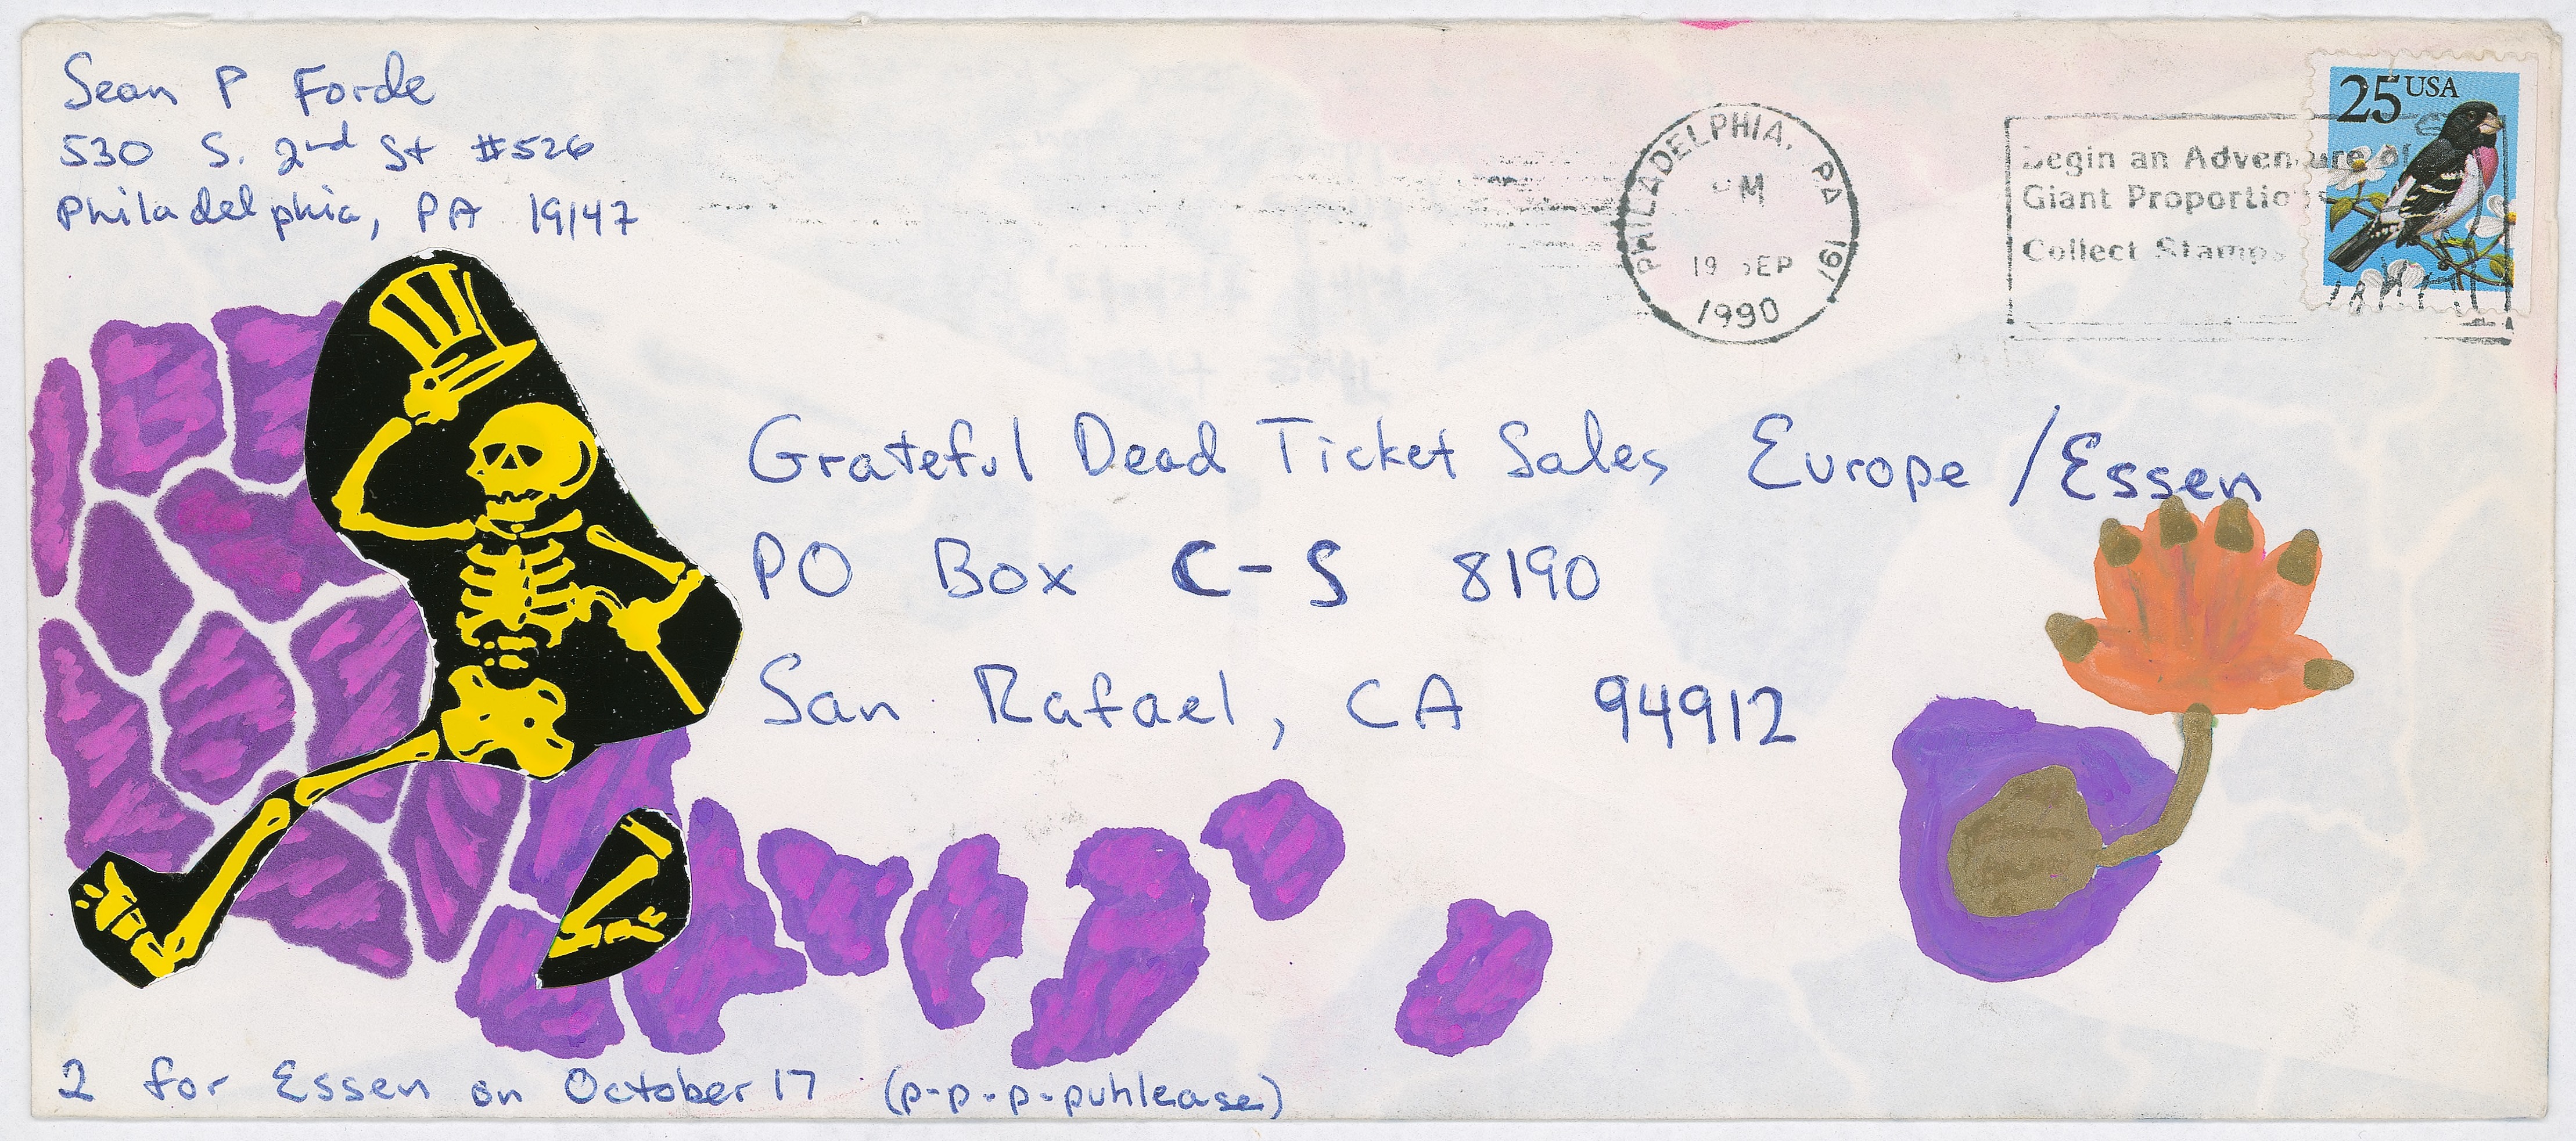 Sean P Forde
530 S. 2nd St #526
Philadelphia, PA 19147
PHILADELPHIA, PA 191
PM
19 SEP
1990
Begin an Adventure of
Giant Proportions
Collect Stamps
25 USA
Grateful Dead Ticket Sales Europe / Essen
PO Box C-S 8190
San Rafael, CA 94912
2 for Essen on October 17 (p-p-p-puhlease)